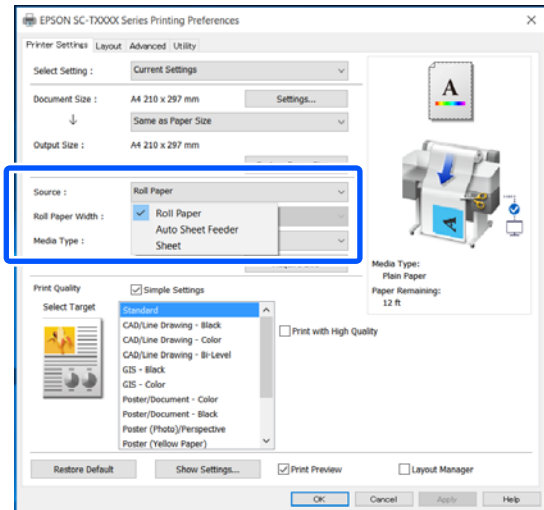 EPSON SC-TXXXX Series Printing Preferences
Printer Settings Layout Advanced Utility
Select Setting : Current Settings
Document Size : A4 210 x 297 mm Settings...
Same as Paper Size
Output Size : A4 210 x 297 mm
Source : Roll Paper
Roll Paper Width :
Roll Paper
Auto Sheet Feeder
Media Type :
Sheet
A
A
Media Type:
Plain Paper
Paper Remaining:
12 ft
Print Quality Simple Settings
Select Target
Standard
CAD/Line Drawing - Black
CAD/Line Drawing - Color
CAD/Line Drawing - Bi-Level
GIS - Black
GIS - Color
Poster/Document - Color
Poster/Document - Black
Poster (Photo)/Perspective
Poster (Yellow Paper)
Print with High Quality
Restore Default Show Settings... Print Preview Layout Manager
OK Cancel Apply Help